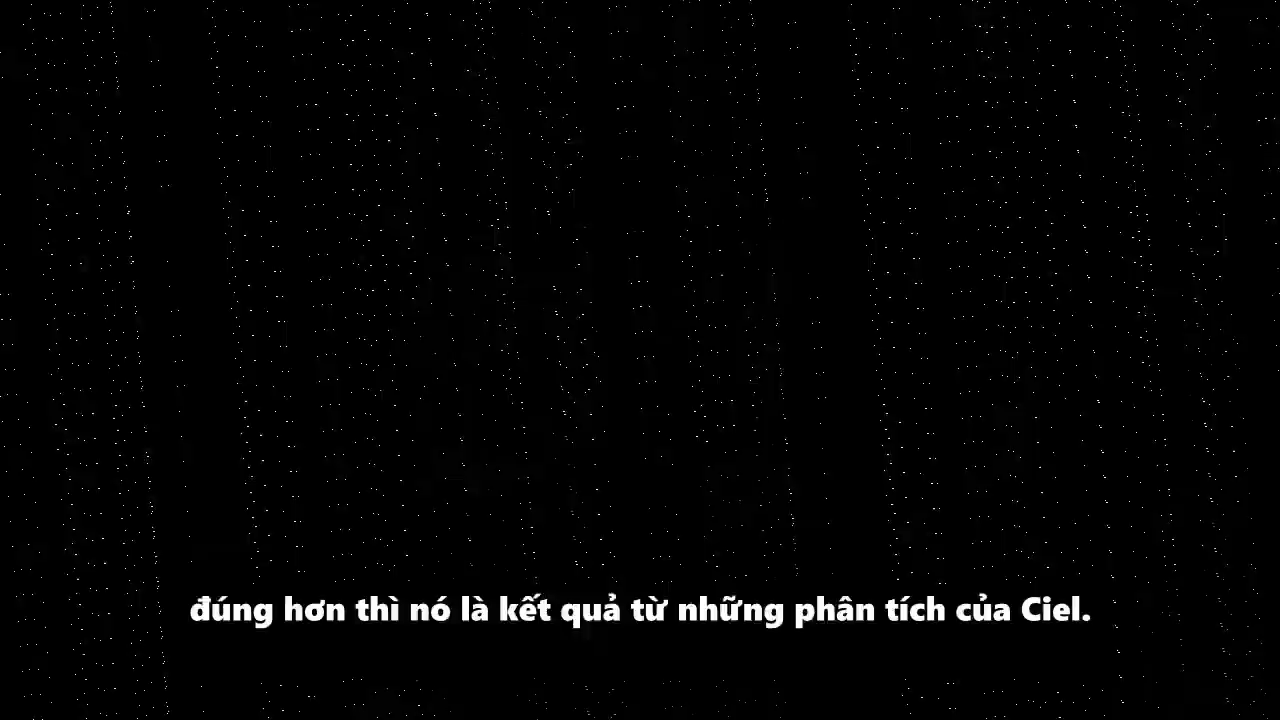 đúng hơn thì nó là kết quả từ những phân tích của Ciel.